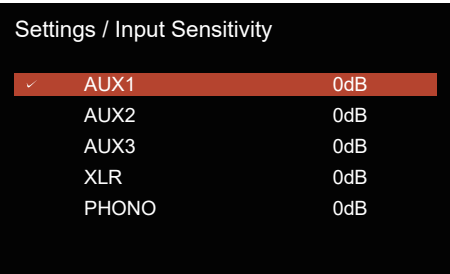 Settings / Input Sensitivity
✓ AUX1 0dB
AUX2 0dB
AUX3 0dB
XLR 0dB
PHONO 0dB